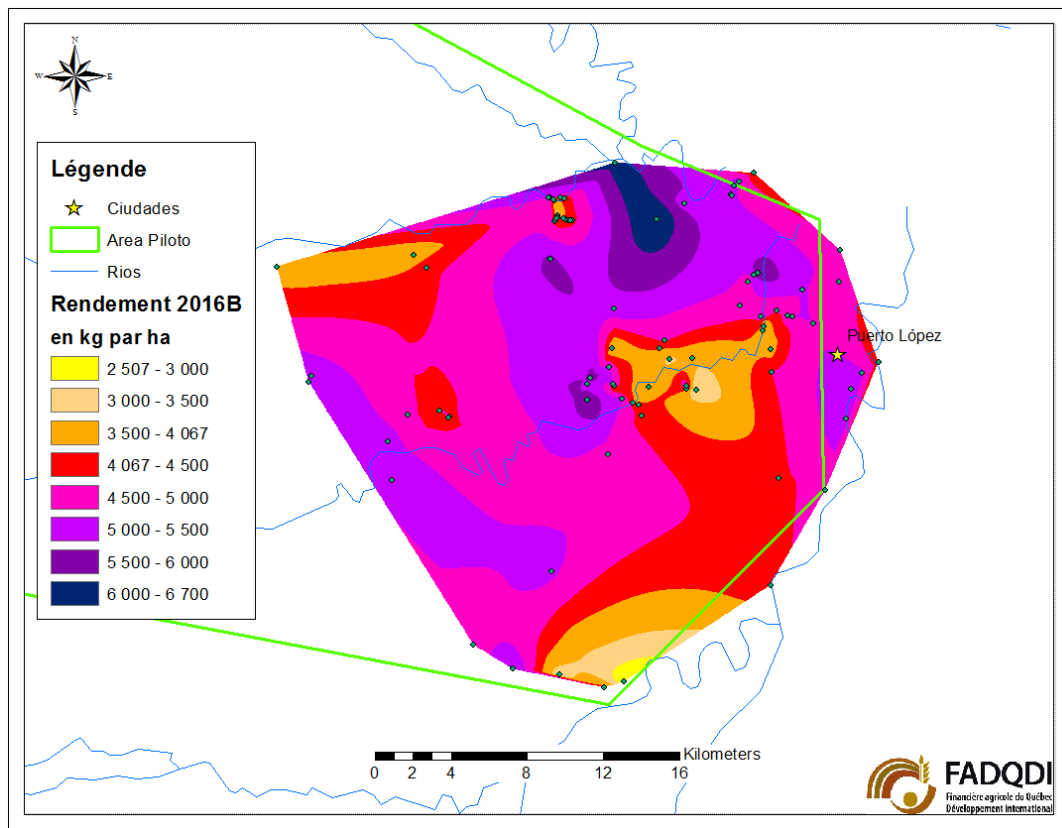 N
W E
S
Légende
Ciudades
Area Piloto
Rios
Rendement 2016B
en kg par ha
2 507 - 3 000
3 000 - 3 500
3 500 - 4 067
4 067 - 4 500
4 500 - 5 000
5 000 - 5 500
5 500 - 6 000
6 000 - 6 700
Puerto López
Kilometers
0 2 4 8 12 16
FADQDI
Financière agricole du Québec
Développement International